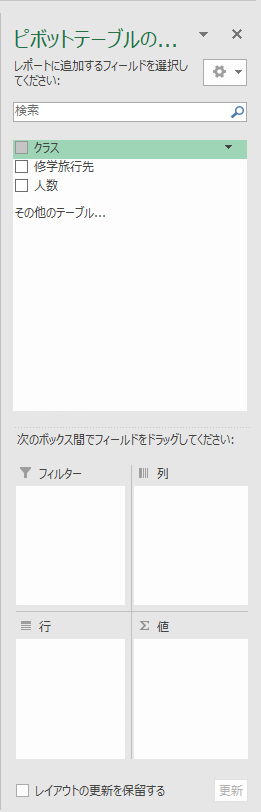 ピボットテーブルの...
レポートに追加するフィールドを選択し
てください:
検索
クラス
修学旅行先
人数
その他のテーブル...
次のボックス間でフィールドをドラッグしてください:
フィルター
列
行
Σ 値
レイアウトの更新を保留する
更新